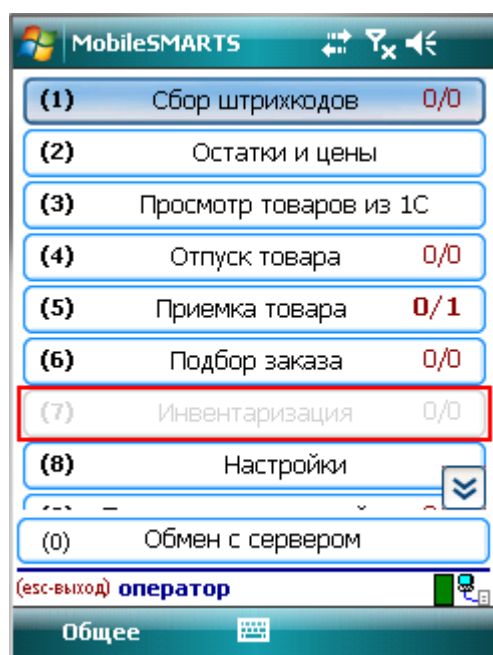 MobileSMARTS
(1) Сбор штрихкодов 0/0
(2) Остатки и цены
(3) Просмотр товаров из 1С
(4) Отпуск товара 0/0
(5) Приемка товара 0/1
(6) Подбор заказа 0/0
(7) Инвентаризация 0/0
(8) Настройки
(0) Обмен с сервером
(esc-выход) оператор
Общее